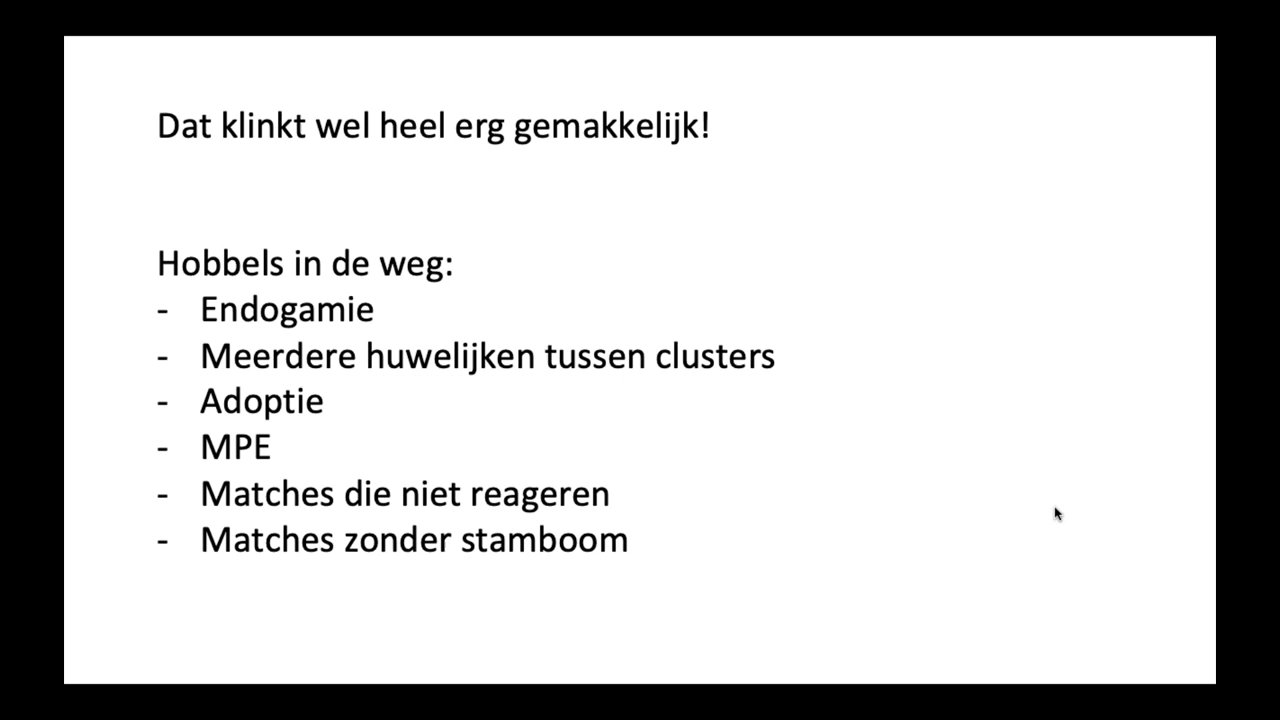 Dat klinkt wel heel erg gemakkelijk!
Hobbels in de weg:
- Endogamie
- Meerdere huwelijken tussen clusters
- Adoptie
- MPE
- Matches die niet reageren
- Matches zonder stamboom